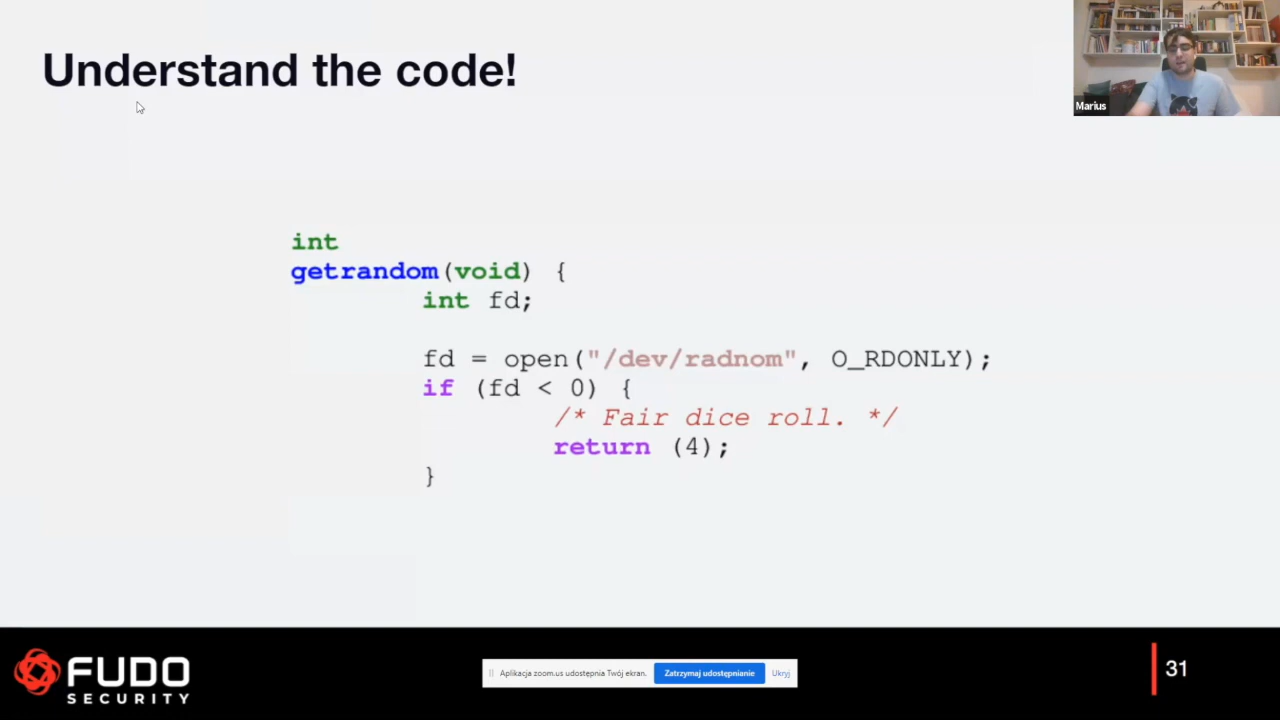 Understand the code!
Marius
int
getrandom(void) {
int fd;
fd = open("/dev/radnom", O_RDONLY);
if (fd < 0) {
/* Fair dice roll. */
return (4);
}
FUDO
SECURITY
Aplikacja zoom.us udostępnia Twój ekran.
Zatrzymaj udostępnianie
Ukryj
31